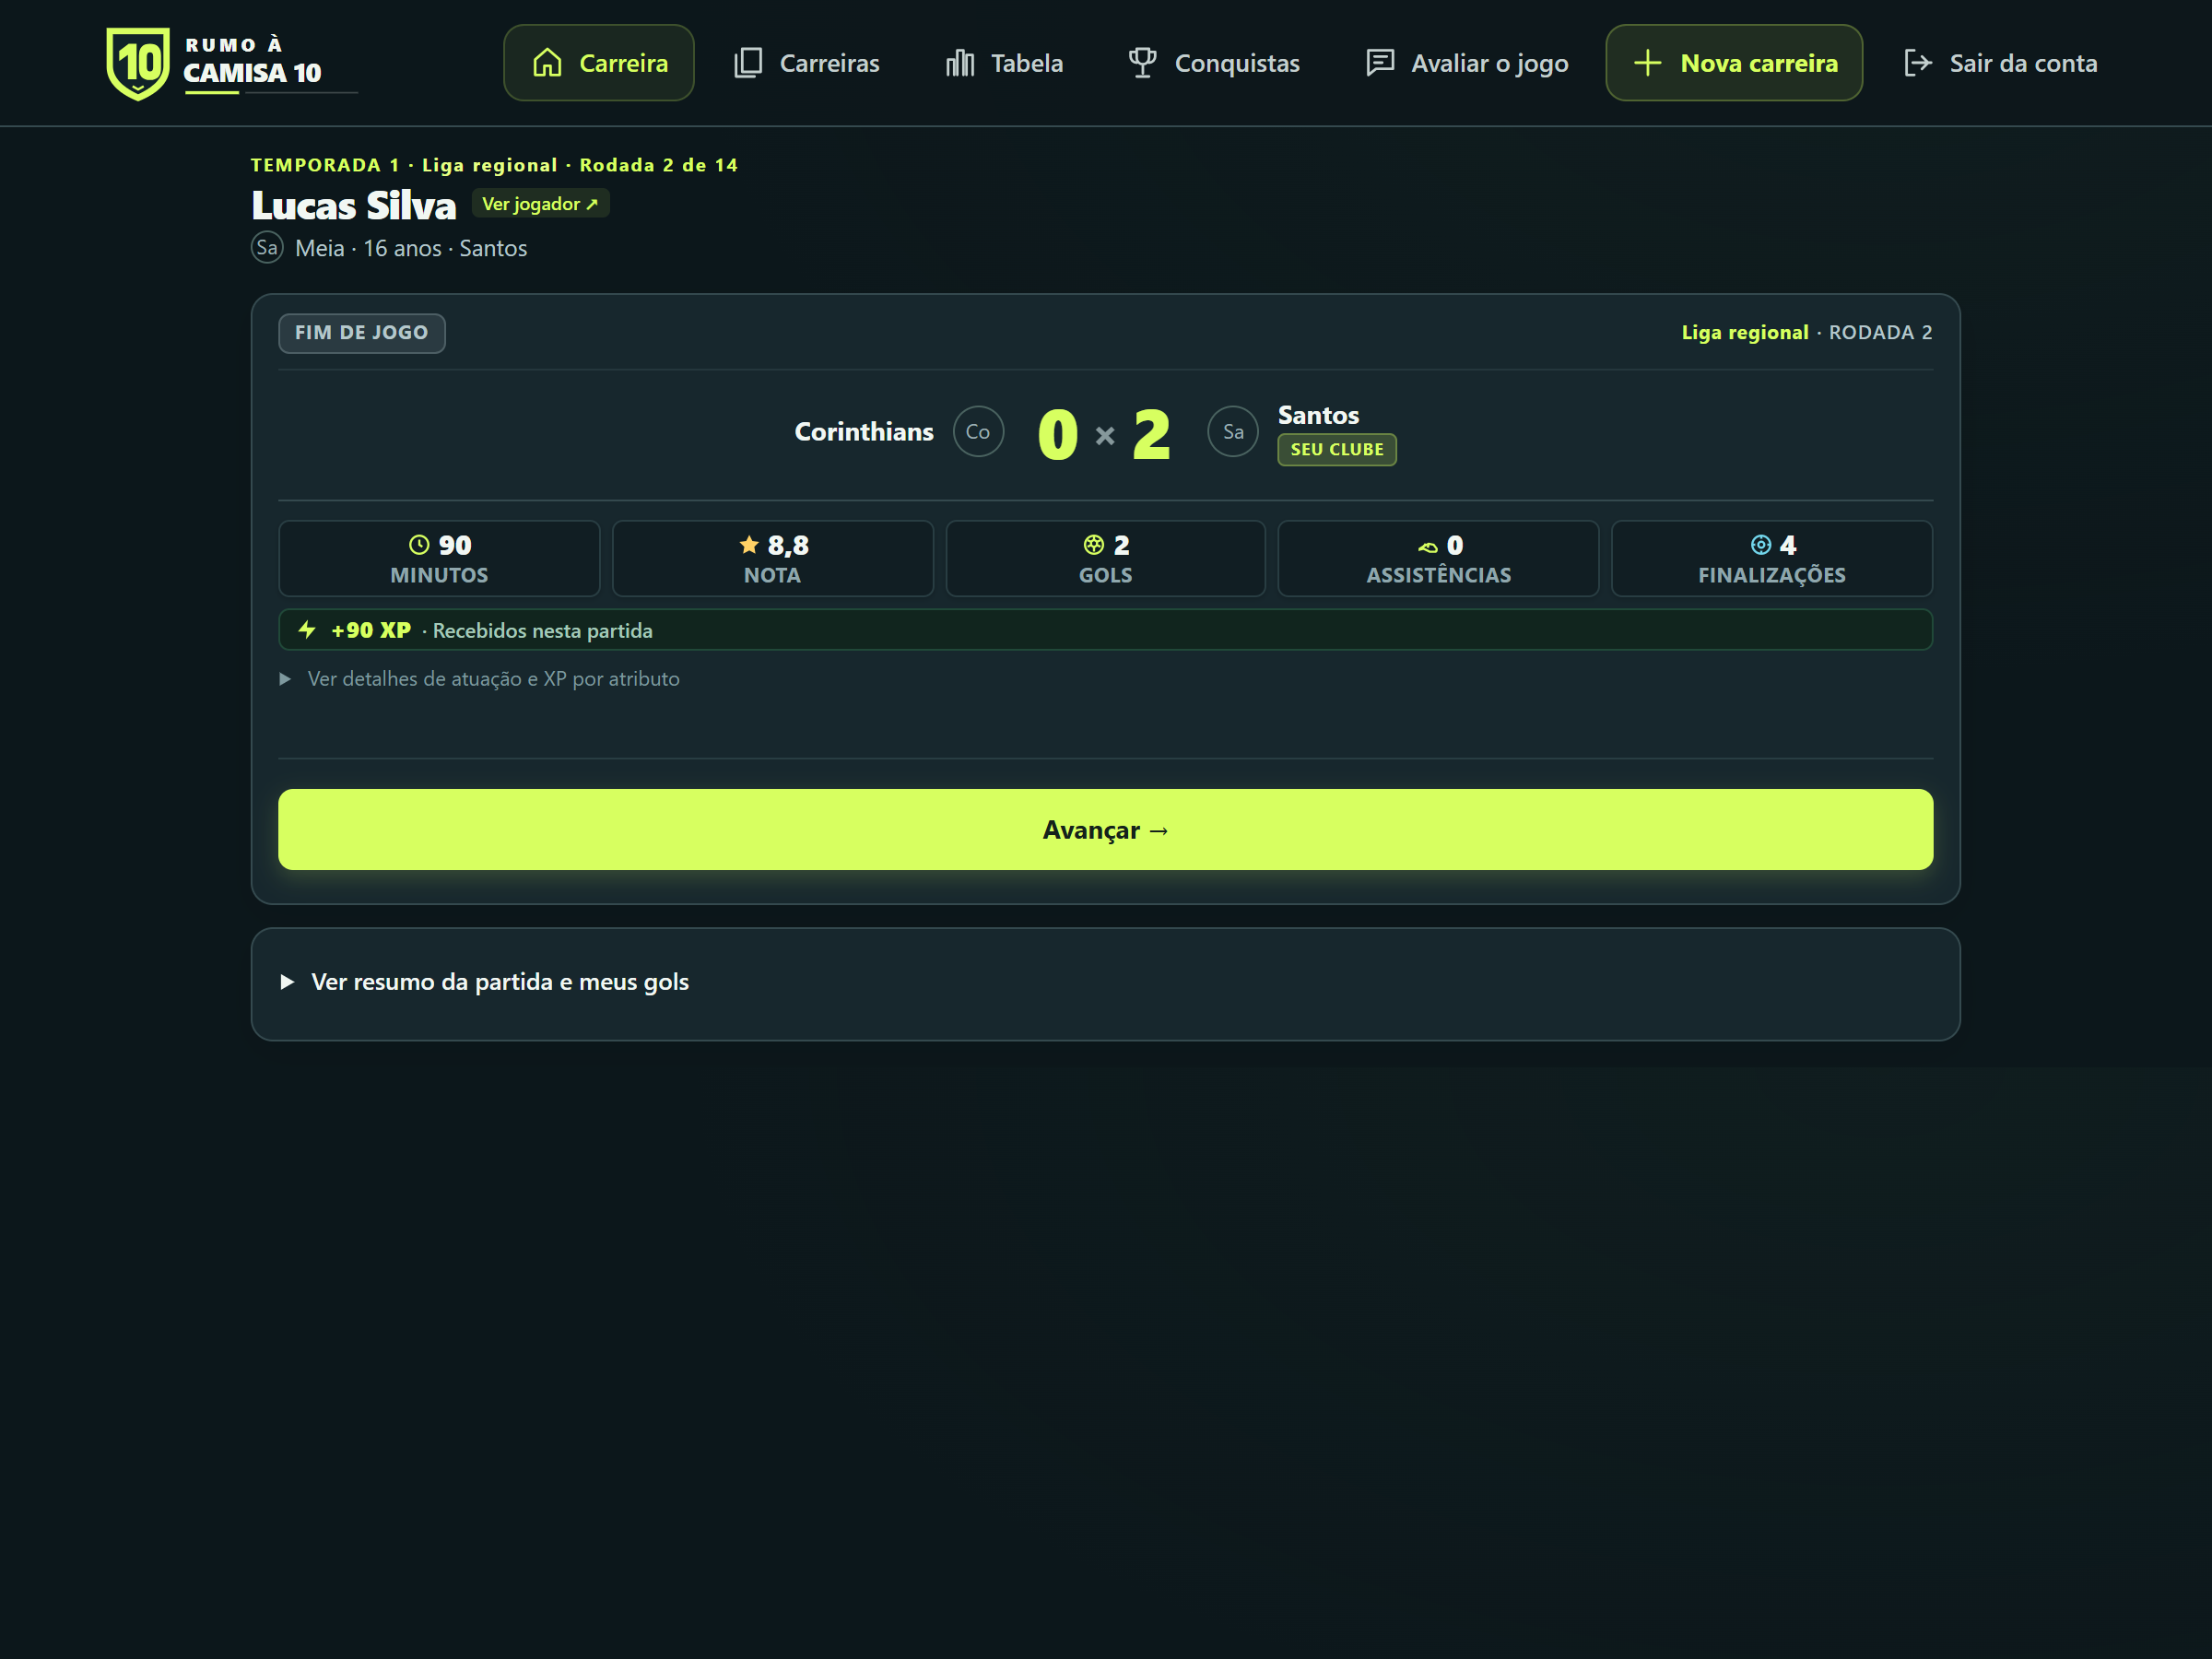 10 RUMO À
CAMISA 10
Carreira
Carreiras
Tabela
Conquistas
Avaliar o jogo
Nova carreira
Sair da conta
TEMPORADA 1 · Liga regional · Rodada 2 de 14
Lucas Silva Ver jogador ↗
Sa Meia · 16 anos · Santos
FIM DE JOGO
Liga regional · RODADA 2
Corinthians Co 0 × 2 Sa Santos
SEU CLUBE
90
MINUTOS
8,8
NOTA
2
GOLS
0
ASSISTÊNCIAS
4
FINALIZAÇÕES
+90 XP · Recebidos nesta partida
▶ Ver detalhes de atuação e XP por atributo
Avançar →
▶ Ver resumo da partida e meus gols